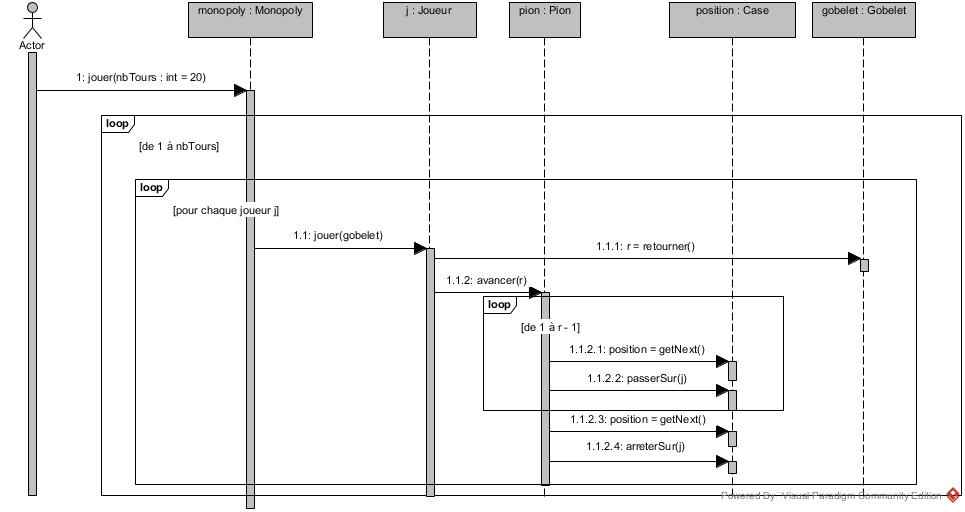 monopoly : Monopoly
j : Joueur
pion : Pion
position : Case
gobelet : Gobelet
Actor
1: jouer(nbTours : int = 20)
loop
[de 1 à nbTours]
loop
[pour chaque joueur j]
1.1: jouer(gobelet)
1.1.1: r = retourner()
1.1.2: avancer(r)
loop
[de 1 à r - 1]
1.1.2.1: position = getNext()
1.1.2.2: passerSur(j)
1.1.2.3: position = getNext()
1.1.2.4: arreterSur(j)
Powered By Visual Paradigm Community Edition